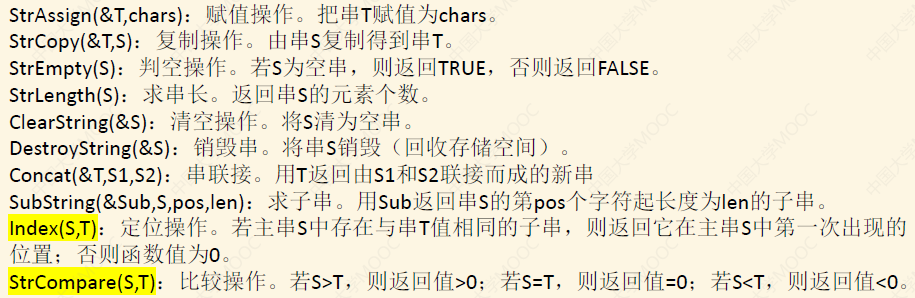 StrAssign(&T,chars)：赋值操作。把串T赋值为chars。
StrCopy(&T,S)：复制操作。由串S复制得到串T。
StrEmpty(S)：判空操作。若S为空串，则返回TRUE，否则返回FALSE。
StrLength(S)：求串长。返回串S的元素个数。
ClearString(&S)：清空操作。将S清为空串。
DestroyString(&S)：销毁串。将串S销毁（回收存储空间）。
Concat(&T,S1,S2)：串联接。用T返回由S1和S2联接而成的新串
SubString(&Sub,S,pos,len)：求子串。用Sub返回串S的第pos个字符起长度为len的子串。
Index(S,T)：定位操作。若主串S中存在与串T值相同的子串，则返回它在主串S中第一次出现的
位置；否则函数值为0。
StrCompare(S,T)：比较操作。若S>T，则返回值>0；若S=T，则返回值=0；若S<T，则返回值<0。